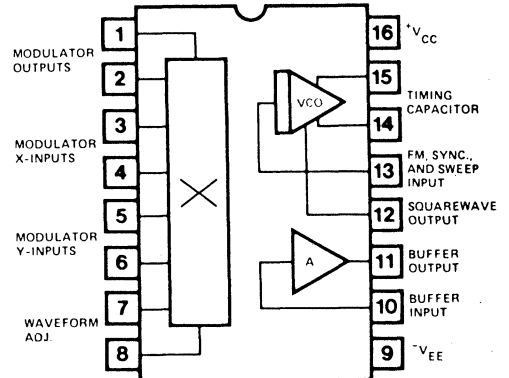 1
MODULATOR
OUTPUTS
2
3
MODULATOR
X-INPUTS
4
5
MODULATOR
Y-INPUTS
6
7
WAVEFORM
AOJ.
8
VCO
A
16 +VCC
15
TIMING
CAPACITOR
14
13 FM, SYNC.,
AND SWEEP
INPUT
12 SQUAREWAVE
OUTPUT
11 BUFFER
OUTPUT
10 BUFFER
INPUT
9 -VEE